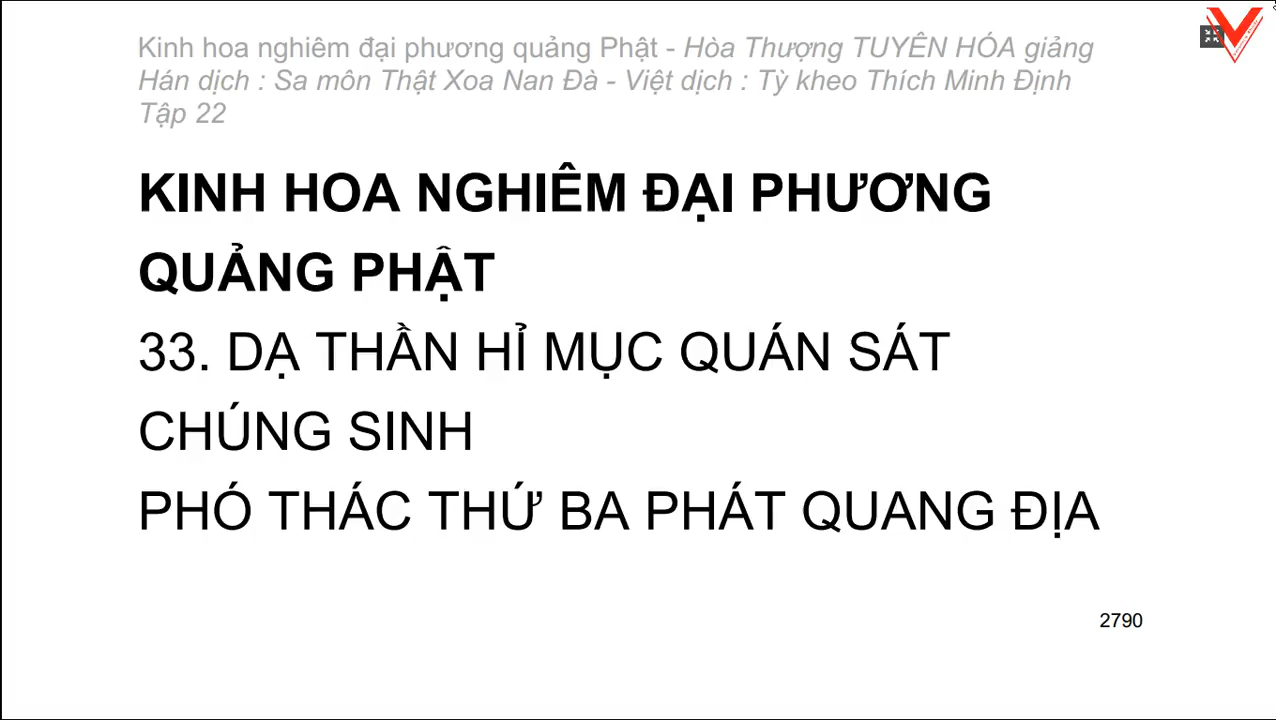 Kinh hoa nghiêm đại phương quảng Phật - Hòa Thượng TUYÊN HÓA giảng
Hán dịch : Sa môn Thật Xoa Nan Đà - Việt dịch : Tỳ kheo Thích Minh Định
Tập 22
KINH HOA NGHIÊM ĐẠI PHƯƠNG
QUẢNG PHẬT
33. DẠ THẦN HỈ MỤC QUÁN SÁT
CHÚNG SINH
PHÓ THÁC THỨ BA PHÁT QUANG ĐỊA
2790